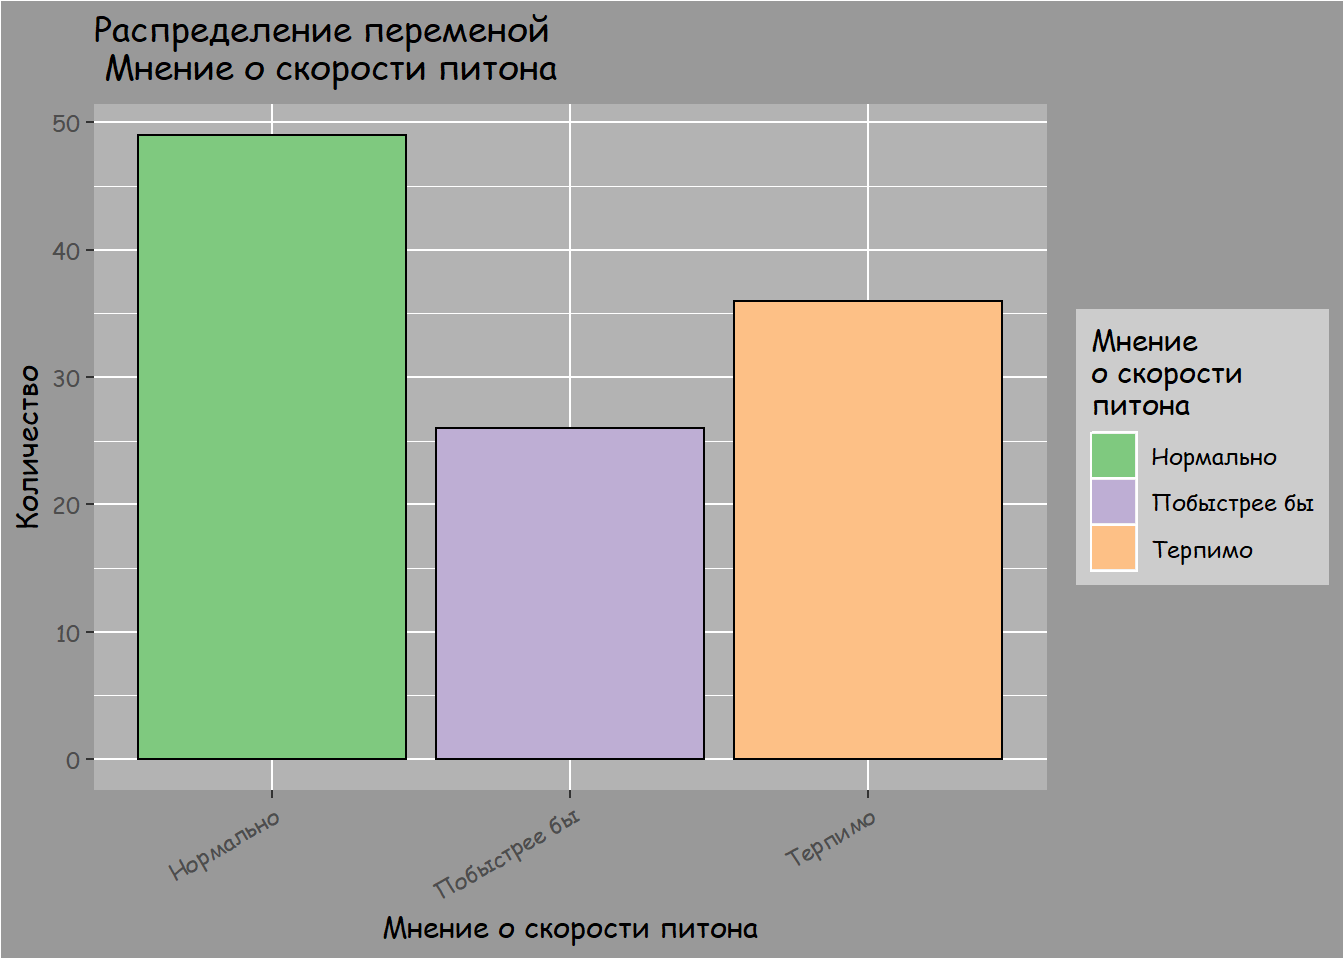 Распределение переменой
Мнение о скорости питона
Количество
50
40
30
20
10
0
Нормально
Побыстрее бы
Терпимо
Мнение о скорости питона
Мнение
о скорости
питона
Нормально
Побыстрее бы
Терпимо